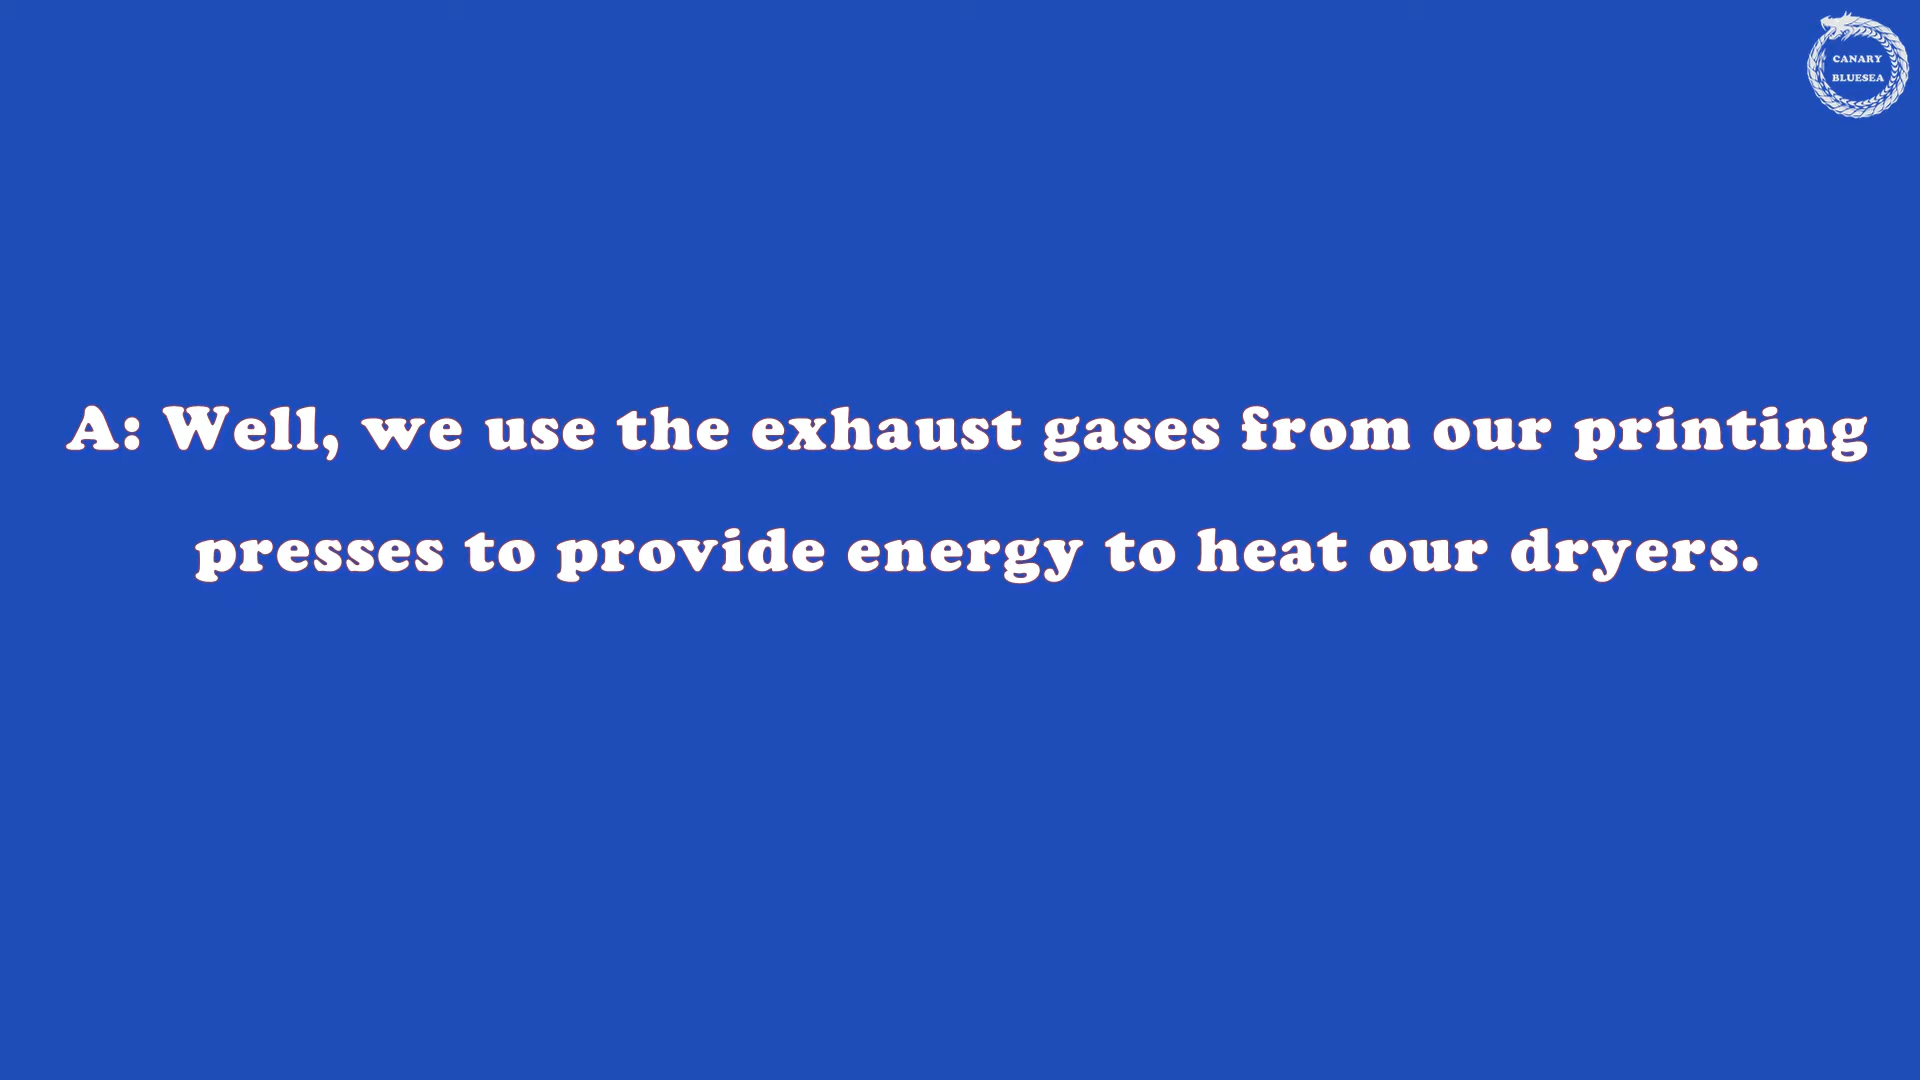 CANARY
BLUESEA
A: Well, we use the exhaust gases from our printing
presses to provide energy to heat our dryers.